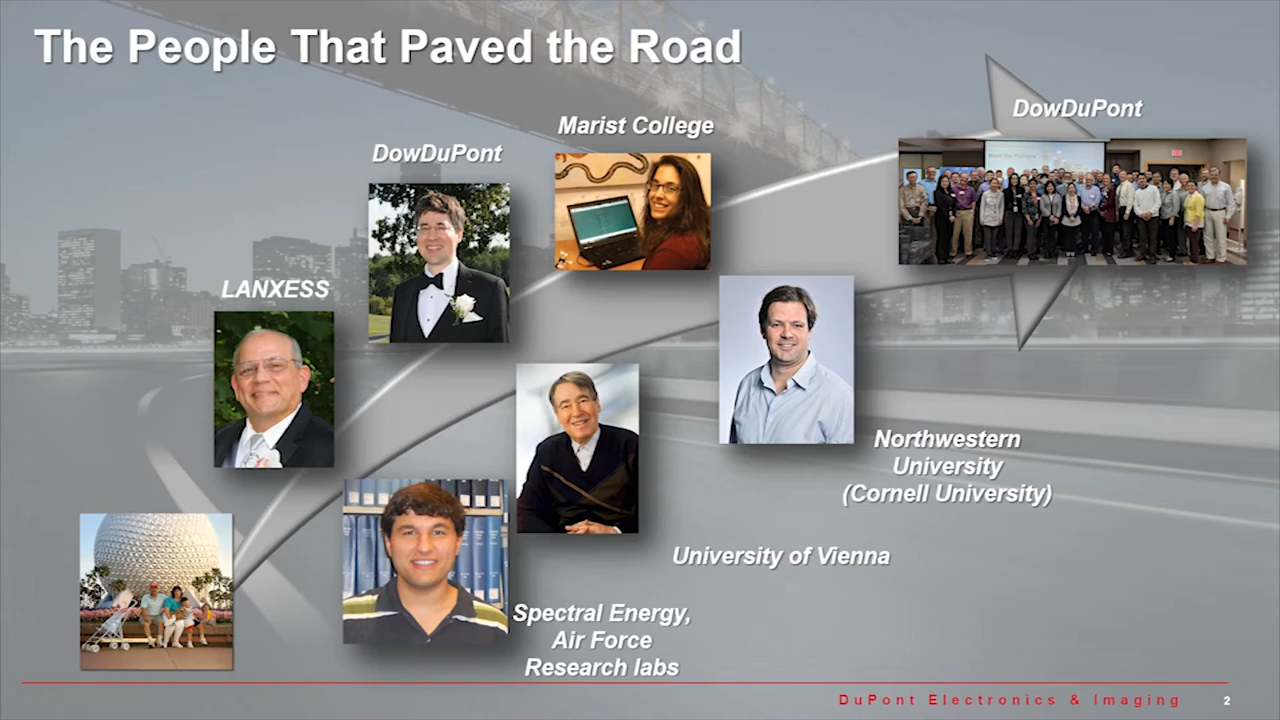 The People That Paved the Road
DowDuPont
Marist College
DowDuPont
LANXESS
Northwestern
University
(Cornell University)
University of Vienna
Spectral Energy,
Air Force
Research labs
DuPont Electronics & Imaging
2